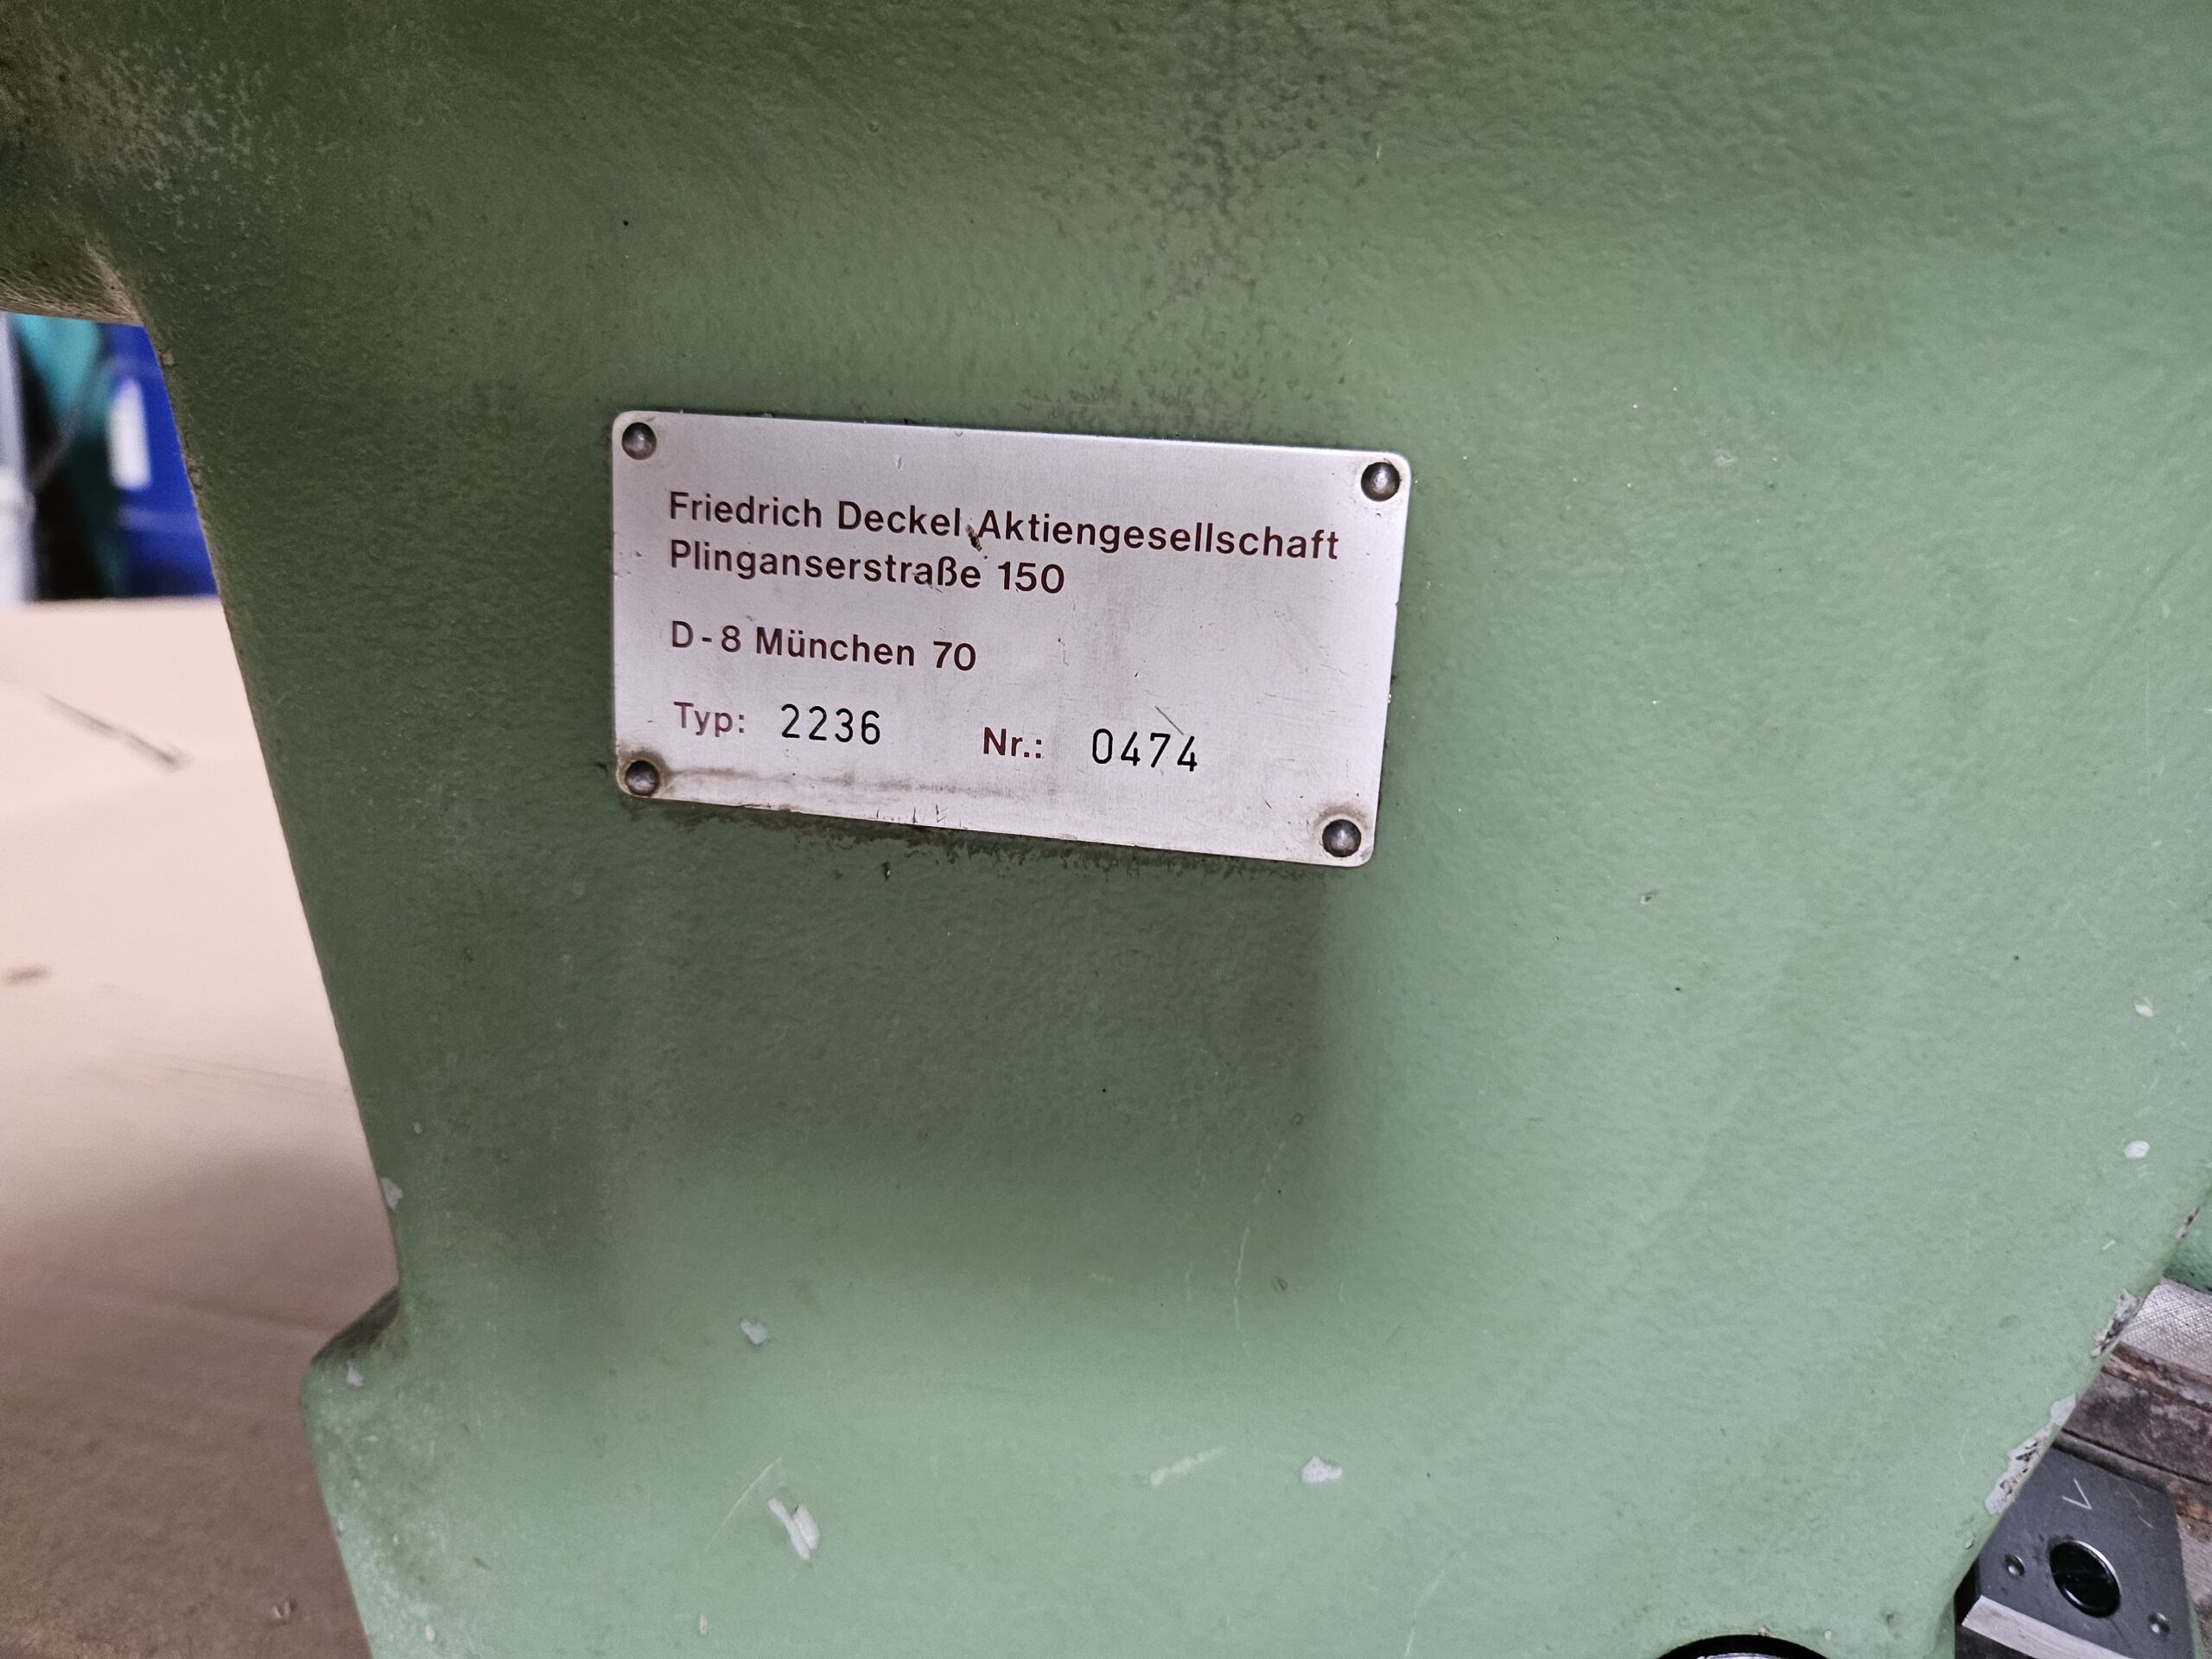 Friedrich Deckel Aktiengesellschaft
Plinganserstraße 150
D-8 München 70
Typ: 2236 Nr.: 0474